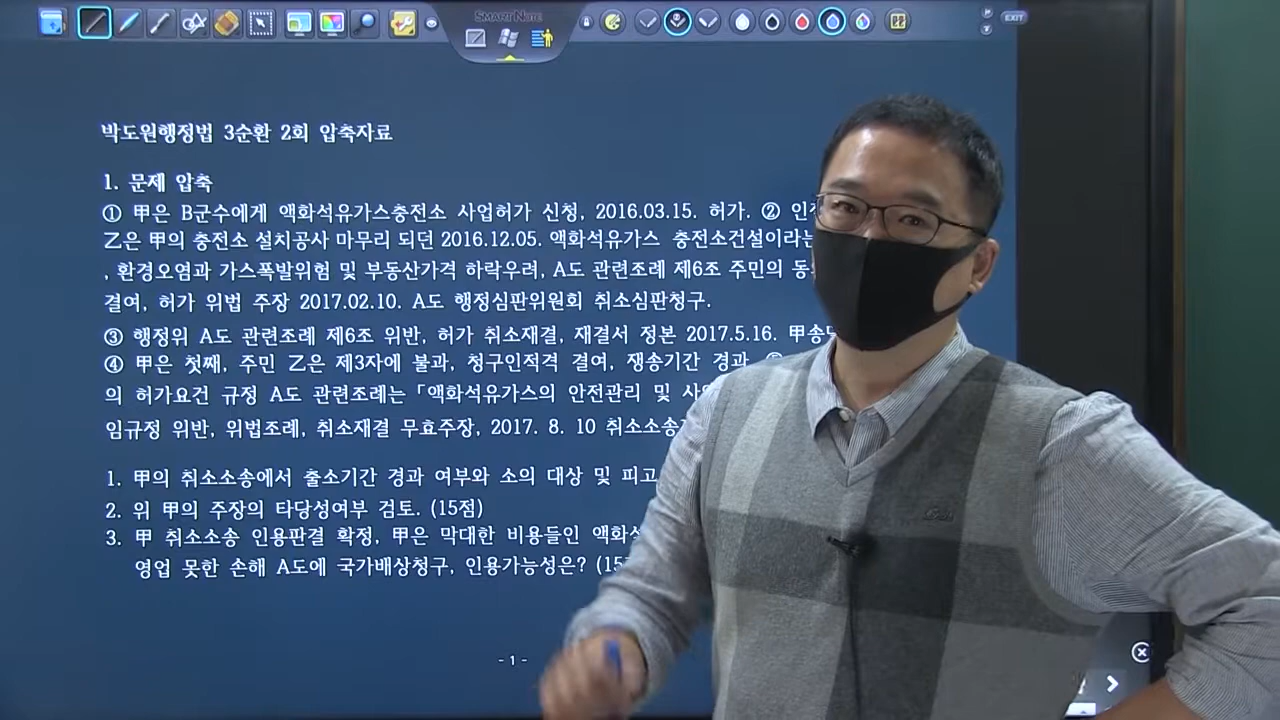 SMART NOTE
EXIT
박도원행정법 3순환 2회 압축자료
1. 문제 압축
① 甲은 B군수에게 액화석유가스충전소 사업허가 신청, 2016.03.15. 허가. ②
乙은 甲의 충전소 설치공사 마무리 되던 2016.12.05. 액화석유가스 충전소건설이라는
, 환경오염과 가스폭발위험 및 부동산가격 하락우려, A도 관련조례 제6조 주민의
결여, 허가 위법 주장 2017.02.10. A도 행정심판위원회 취소심판청구.
③ 행정위 A도 관련조례 제6조 위반, 허가 취소재결, 재결서 정본 2017.5.16. 甲송달
④ 甲은 첫째, 주민 乙은 제3자에 불과, 청구인적격 결여, 쟁송기간 경과
의 허가요건 규정 A도 관련조례는 「액화석유가스의 안전관리 및
임규정 위반, 위법조례, 취소재결 무효주장, 2017. 8. 10 취소소송
1. 甲의 취소소송에서 출소기간 경과 여부와 소의 대상 및 피고
2. 위 甲의 주장의 타당성여부 검토. (15점)
3. 甲 취소소송 인용판결 확정, 甲은 막대한 비용들인
영업 못한 손해 A도에 국가배상청구, 인용가능성은? (15
- 1 -